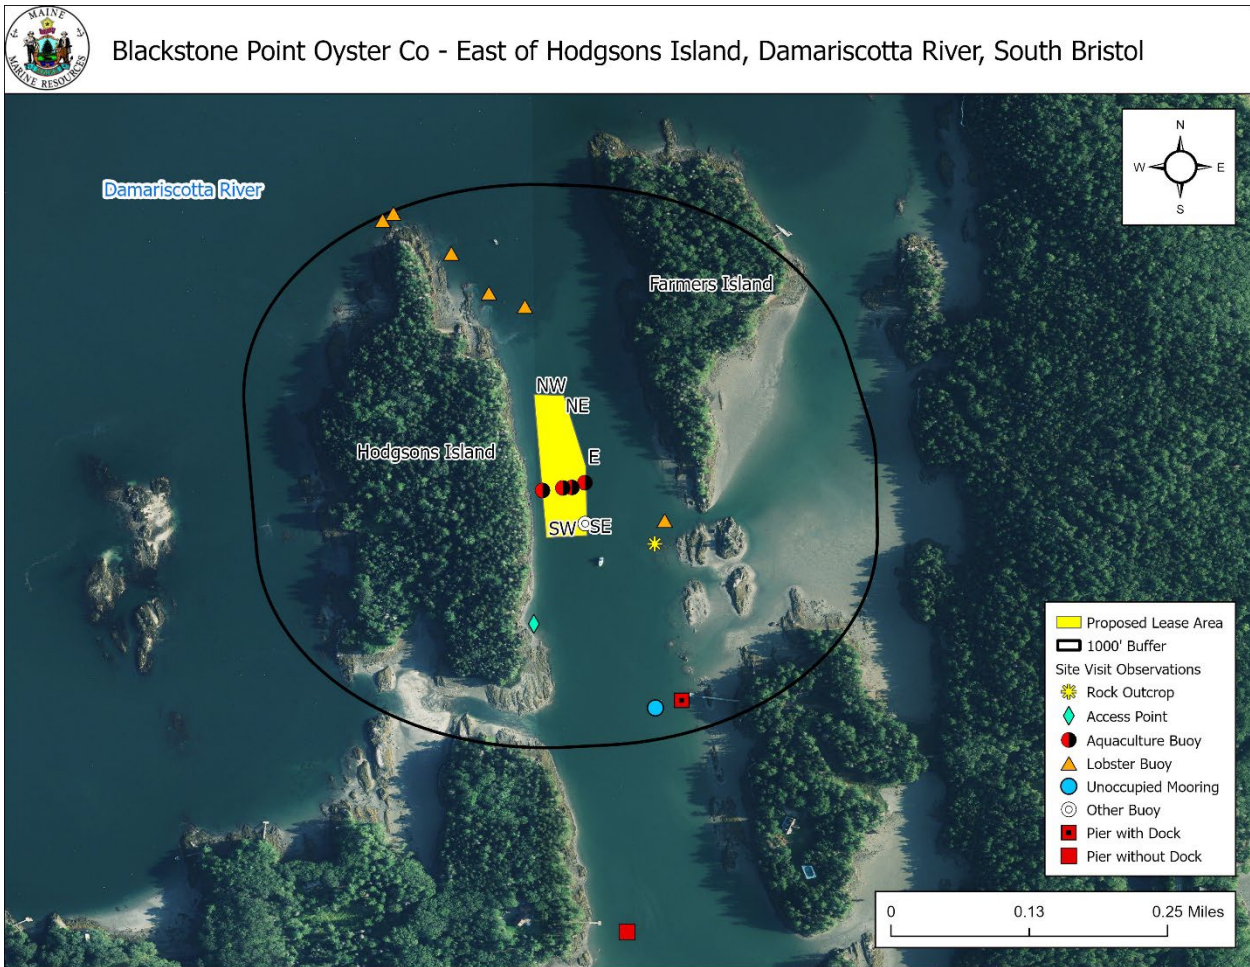 MAINE
MARINE RESOURCES
Blackstone Point Oyster Co - East of Hodgsons Island, Damariscotta River, South Bristol
Damariscotta River
N
W E
S
Farmers Island
NW
NE
Hodgsons Island
E
SW SE
Proposed Lease Area
1000' Buffer
Site Visit Observations
Rock Outcrop
Access Point
Aquaculture Buoy
Lobster Buoy
Unoccupied Mooring
Other Buoy
Pier with Dock
Pier without Dock
0 0.13 0.25 Miles